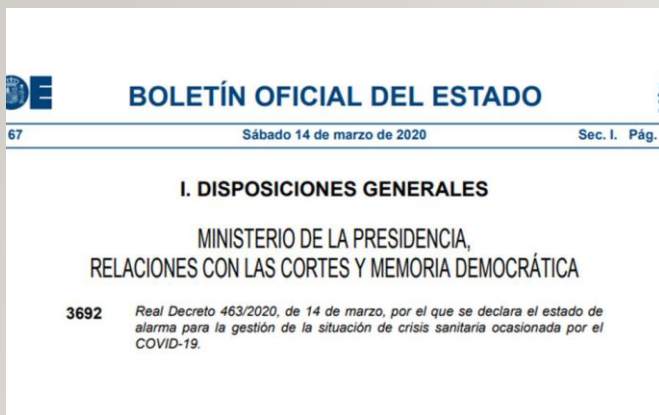 BOLETÍN OFICIAL DEL ESTADO
67 Sábado 14 de marzo de 2020 Sec. I. Pág.
I. DISPOSICIONES GENERALES
MINISTERIO DE LA PRESIDENCIA,
RELACIONES CON LAS CORTES Y MEMORIA DEMOCRÁTICA
3692 Real Decreto 463/2020, de 14 de marzo, por el que se declara el estado de
alarma para la gestión de la situación de crisis sanitaria ocasionada por el
COVID-19.